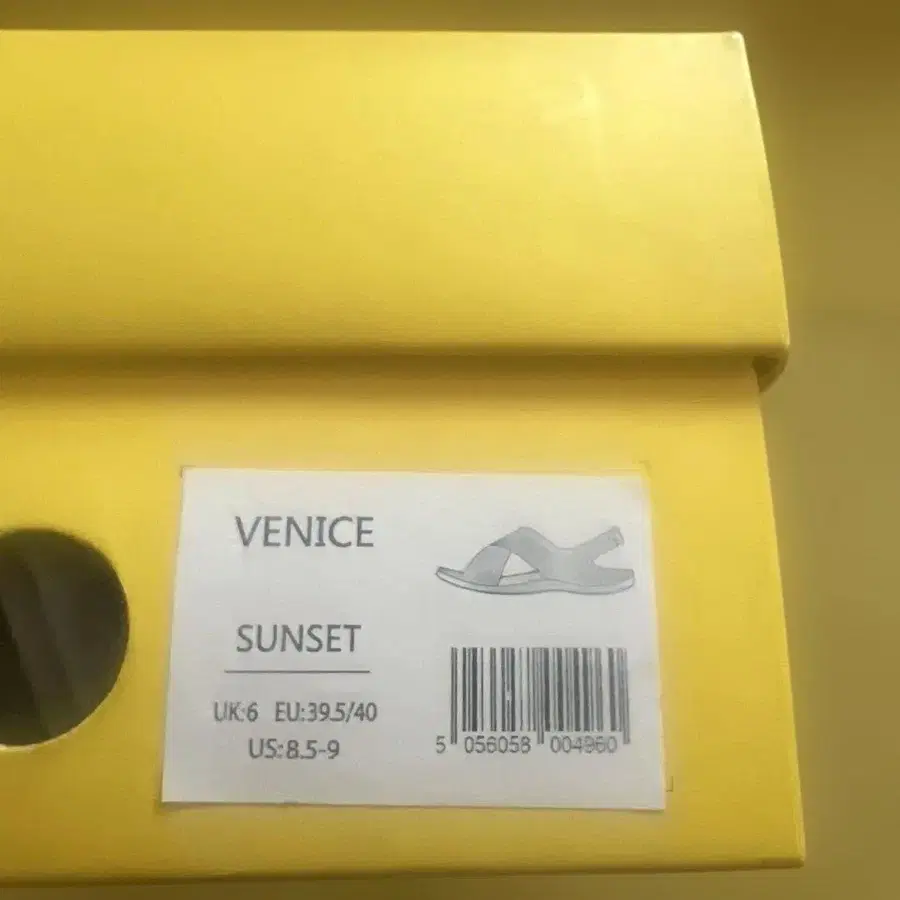 VENICE
SUNSET
UK:6 EU:39.5/40
US:8.5-9
5 056058 004960